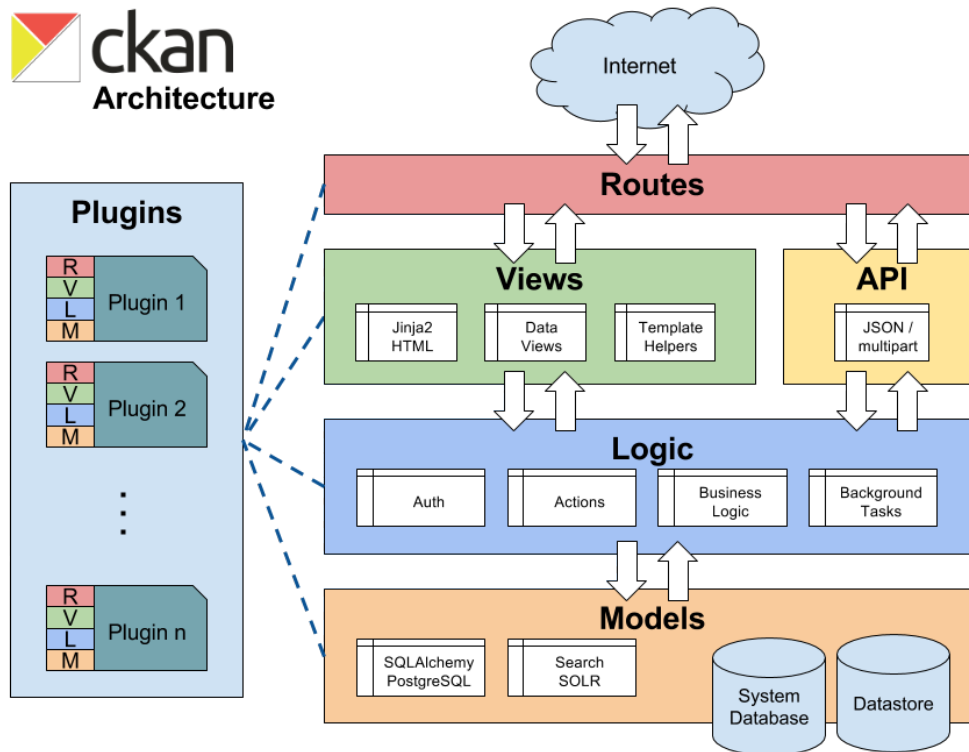 ckan
Architecture
Internet
Routes
Plugins
R
V
L
M
Plugin 1
R
V
L
M
Plugin 2
R
V
L
M
Plugin n
Views
Jinja2
HTML
Data
Views
Template
Helpers
API
JSON /
multipart
Logic
Auth
Actions
Business
Logic
Background
Tasks
Models
SQLAlchemy
PostgreSQL
Search
SOLR
System
Database
Datastore